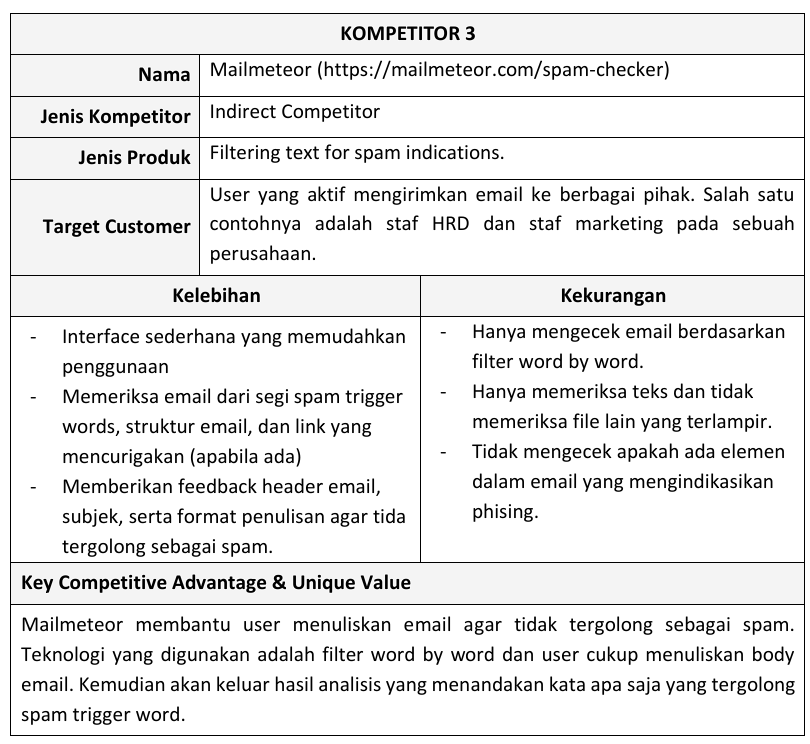 KOMPETITOR 3
Nama
Mailmeteor (https://mailmeteor.com/spam-checker)
Jenis Kompetitor
Indirect Competitor
Jenis Produk
Filtering text for spam indications.
Target Customer
User yang aktif mengirimkan email ke berbagai pihak. Salah satu
contohnya adalah staf HRD dan staf marketing pada sebuah
perusahaan.
Kelebihan
- Interface sederhana yang memudahkan
penggunaan
- Memeriksa email dari segi spam trigger
words, struktur email, dan link yang
mencurigakan (apabila ada)
- Memberikan feedback header email,
subjek, serta format penulisan agar tida
tergolong sebagai spam.
Kekurangan
- Hanya mengecek email berdasarkan
filter word by word.
- Hanya memeriksa teks dan tidak
memeriksa file lain yang terlampir.
- Tidak mengecek apakah ada elemen
dalam email yang mengindikasikan
phising.
Key Competitive Advantage & Unique Value
Mailmeteor membantu user menuliskan email agar tidak tergolong sebagai spam.
Teknologi yang digunakan adalah filter word by word dan user cukup menuliskan body
email. Kemudian akan keluar hasil analisis yang menandakan kata apa saja yang tergolong
spam trigger word.